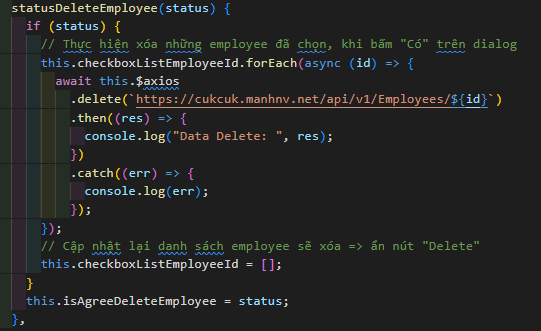 statusDeleteEmployee(status) {
if (status) {
// Thực hiện xóa những employee đã chọn, khi bấm "Có" trên dialog
this.checkboxListEmployeeId.forEach(async (id) => {
await this.$axios
.delete(`https://cukcuk.manhnv.net/api/v1/Employees/${id}`)
.then((res) => {
console.log("Data Delete: ", res);
})
.catch((err) => {
console.log(err);
});
});
// Cập nhật lại danh sách employee sẽ xóa => ẩn nút "Delete"
this.checkboxListEmployeeId = [];
}
this.isAgreeDeleteEmployee = status;
},